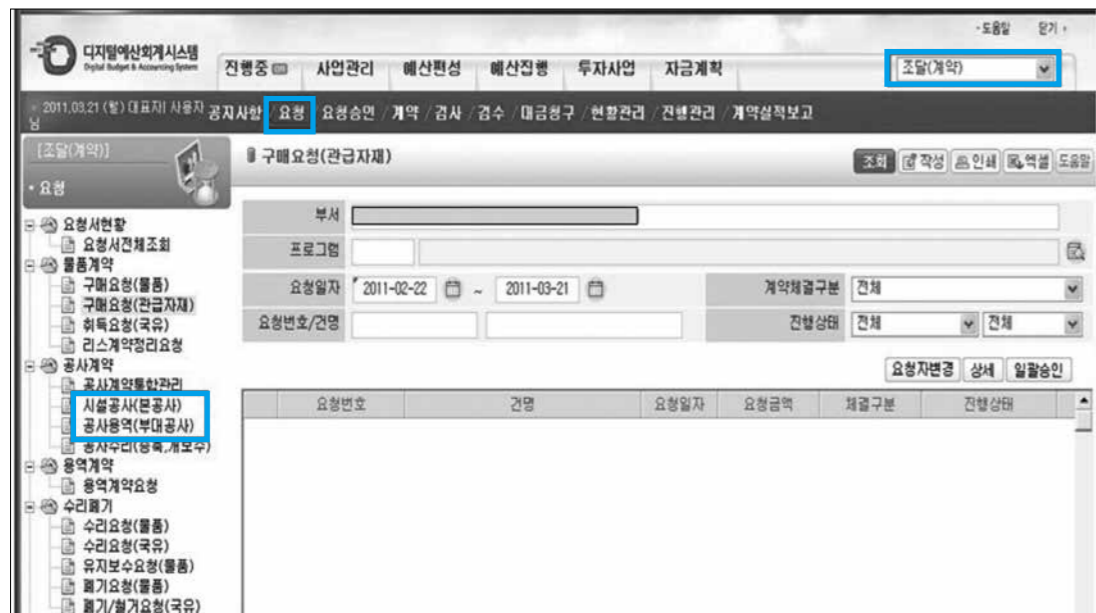 -도움말 닫기
디지털예산회계시스템
Digital Budget & Accounting System
진행중 사업관리 예산편성 예산집행 투자사업 자금계획 조달(계약)
2011,03,21 (월) 대표자| 사용자님
공지사항 / 요청 / 요청승인 / 계약 / 검사 / 검수 / 대금청구 / 현황관리 / 진행관리 / 계약실적보고
[조달(계약)]
• 요청
구매요청(관급자재)
조회 작성 인쇄 엑셀 도움말
요청서현황
요청서전체조회
물품계약
구매요청(물품)
구매요청(관급자재)
취득요청(국유)
리스계약정리요청
공사계약
공사계약통합관리
시설공사(본공사)
공사용역(부대공사)
공사수리(증축,개보수)
용역계약
용역계약요청
수리폐기
수리요청(물품)
수리요청(국유)
유지보수요청(물품)
폐기요청(물품)
폐기/철거요청(국유)
부서
프로그램
요청일자 2011-02-22 ~ 2011-03-21 계약체결구분 전체
요청번호/건명 진행상태 전체 전체
요청자변경 상세 일괄승인
요청번호 건명 요청일자 요청금액 체결구분 진행상태